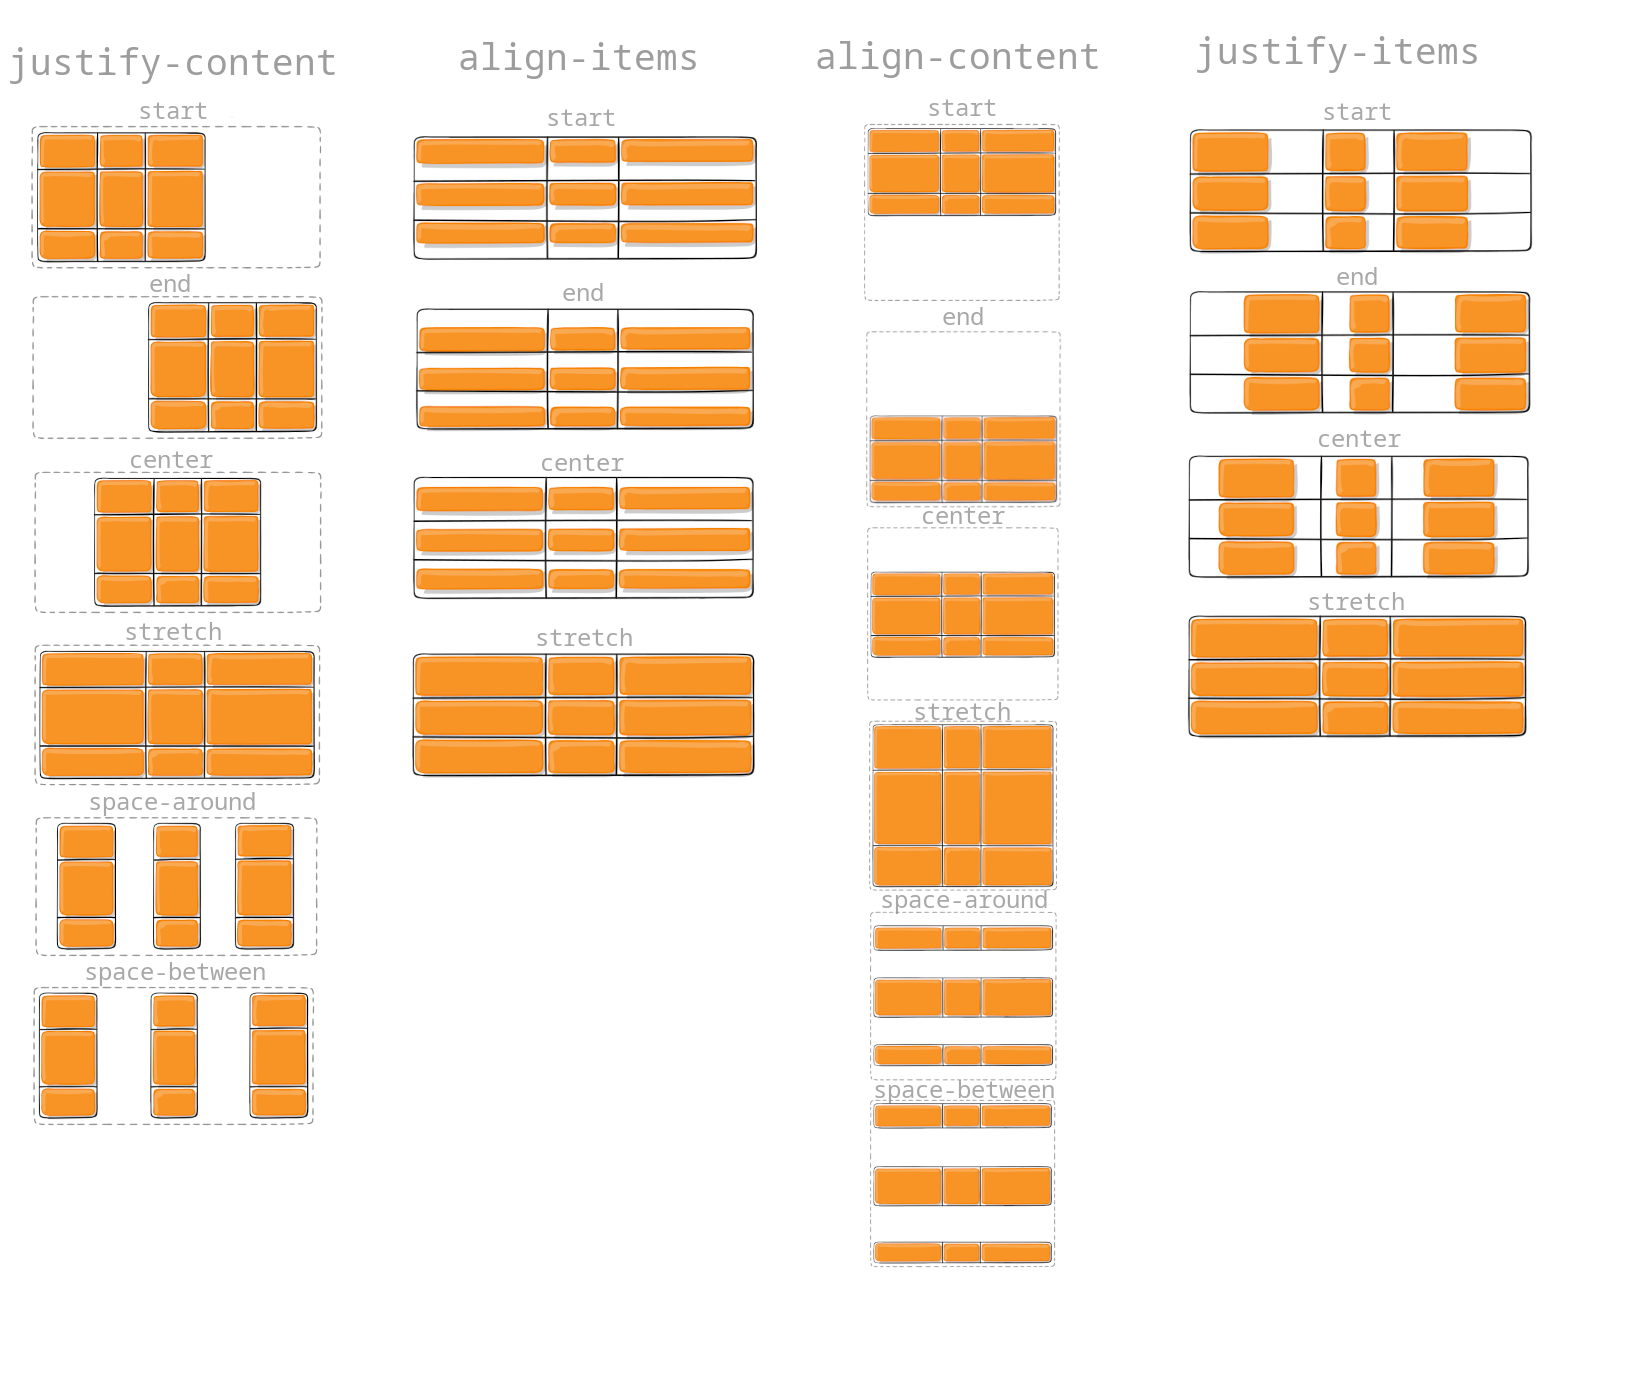 justify-content
start
end
center
stretch
space-around
space-between
align-items
start
end
center
stretch
align-content
start
end
center
stretch
space-around
space-between
justify-items
start
end
center
stretch